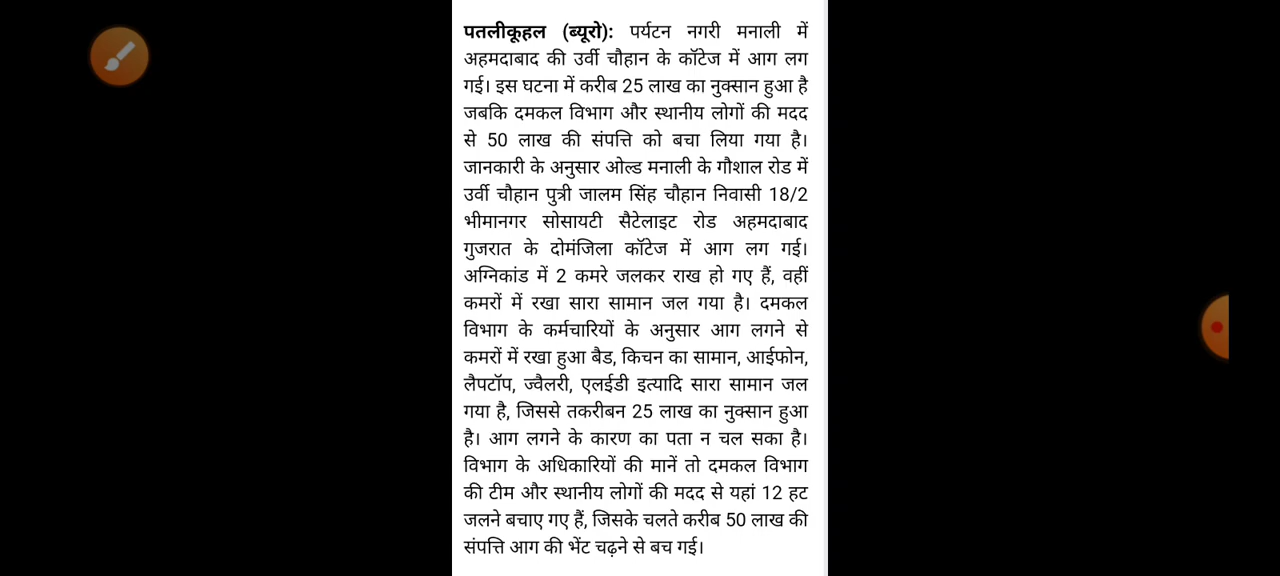 पतलीकूहल (ब्यूरो): पर्यटन नगरी मनाली में
अहमदाबाद की उर्वी चौहान के कॉटेज में आग लग
गई। इस घटना में करीब 25 लाख का नुक्सान हुआ है
जबकि दमकल विभाग और स्थानीय लोगों की मदद
से 50 लाख की संपत्ति को बचा लिया गया है।
जानकारी के अनुसार ओल्ड मनाली के गौशाल रोड में
उर्वी चौहान पुत्री जालम सिंह चौहान निवासी 18/2
भीमानगर सोसायटी सैटेलाइट रोड अहमदाबाद
गुजरात के दोमंजिला कॉटेज में आग लग गई।
अग्निकांड में 2 कमरे जलकर राख हो गए हैं, वहीं
कमरों में रखा सारा सामान जल गया है। दमकल
विभाग के कर्मचारियों के अनुसार आग लगने से
कमरों में रखा हुआ बैड, किचन का सामान, आईफोन,
लैपटॉप, ज्वैलरी, एलईडी इत्यादि सारा सामान जल
गया है, जिससे तकरीबन 25 लाख का नुक्सान हुआ
है। आग लगने के कारण का पता न चल सका है।
विभाग के अधिकारियों की मानें तो दमकल विभाग
की टीम और स्थानीय लोगों की मदद से यहां 12 हट
जलने बचाए गए हैं, जिसके चलते करीब 50 लाख की
संपत्ति आग की भेंट चढ़ने से बच गई।